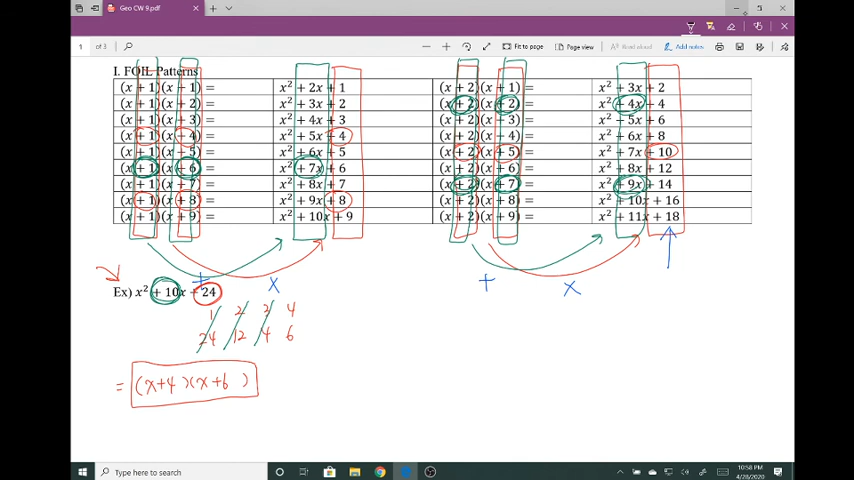 Geo CW 9.pdf
1 of 3 Fit to page Page view Read aloud Add notes
I. FOIL Patterns
(x + 1)(x + 1) = x² + 2x + 1 (x + 2)(x + 1) = x² + 3x + 2
(x + 1)(x + 2) = x² + 3x + 2 (x + 2)(x + 2) = x² + 4x + 4
(x + 1)(x + 3) = x² + 4x + 3 (x + 2)(x − 3) = x² + 5x + 6
(x + 1)(x + 4) = x² + 5x + 4 (x + 2)(x − 4) = x² + 6x + 8
(x + 1)(x + 5) = x² + 6x + 5 (x + 2)(x + 5) = x² + 7x + 10
(x + 1)(x + 6) = x² + 7x + 6 (x + 2)(x + 6) = x² + 8x + 12
(x + 1)(x + 7) = x² + 8x + 7 (x + 2)(x + 7) = x² + 9x + 14
(x + 1)(x + 8) = x² + 9x + 8 (x + 2)(x + 8) = x² + 10x + 16
(x + 1)(x + 9) = x² + 10x + 9 (x + 2)(x + 9) = x² + 11x + 18
+ x + x
Ex) x² + 10x + 24
1 2 3 4
24 12 4 6
= (x+4)(x+6)
Type here to search
10:58 PM
4/28/2020